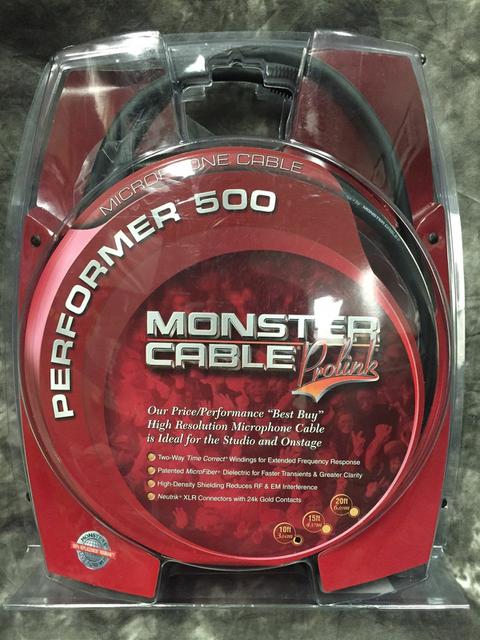 MICROPHONE CABLE
PERFORMER 500
MONSTER
CABLE
Prolink
Our Price/Performance "Best Buy"
High Resolution Microphone Cable
is Ideal for the Studio and Onstage
Two-Way Time Correct® Windings for Extended Frequency Response
Patented MicroFiber® Dielectric for Faster Transients & Greater Clarity
High-Density Shielding Reduces RF & EM Interference
Neutrik® XLR Connectors with 24k Gold Contacts
20ft
15ft
10ft
MONSTER